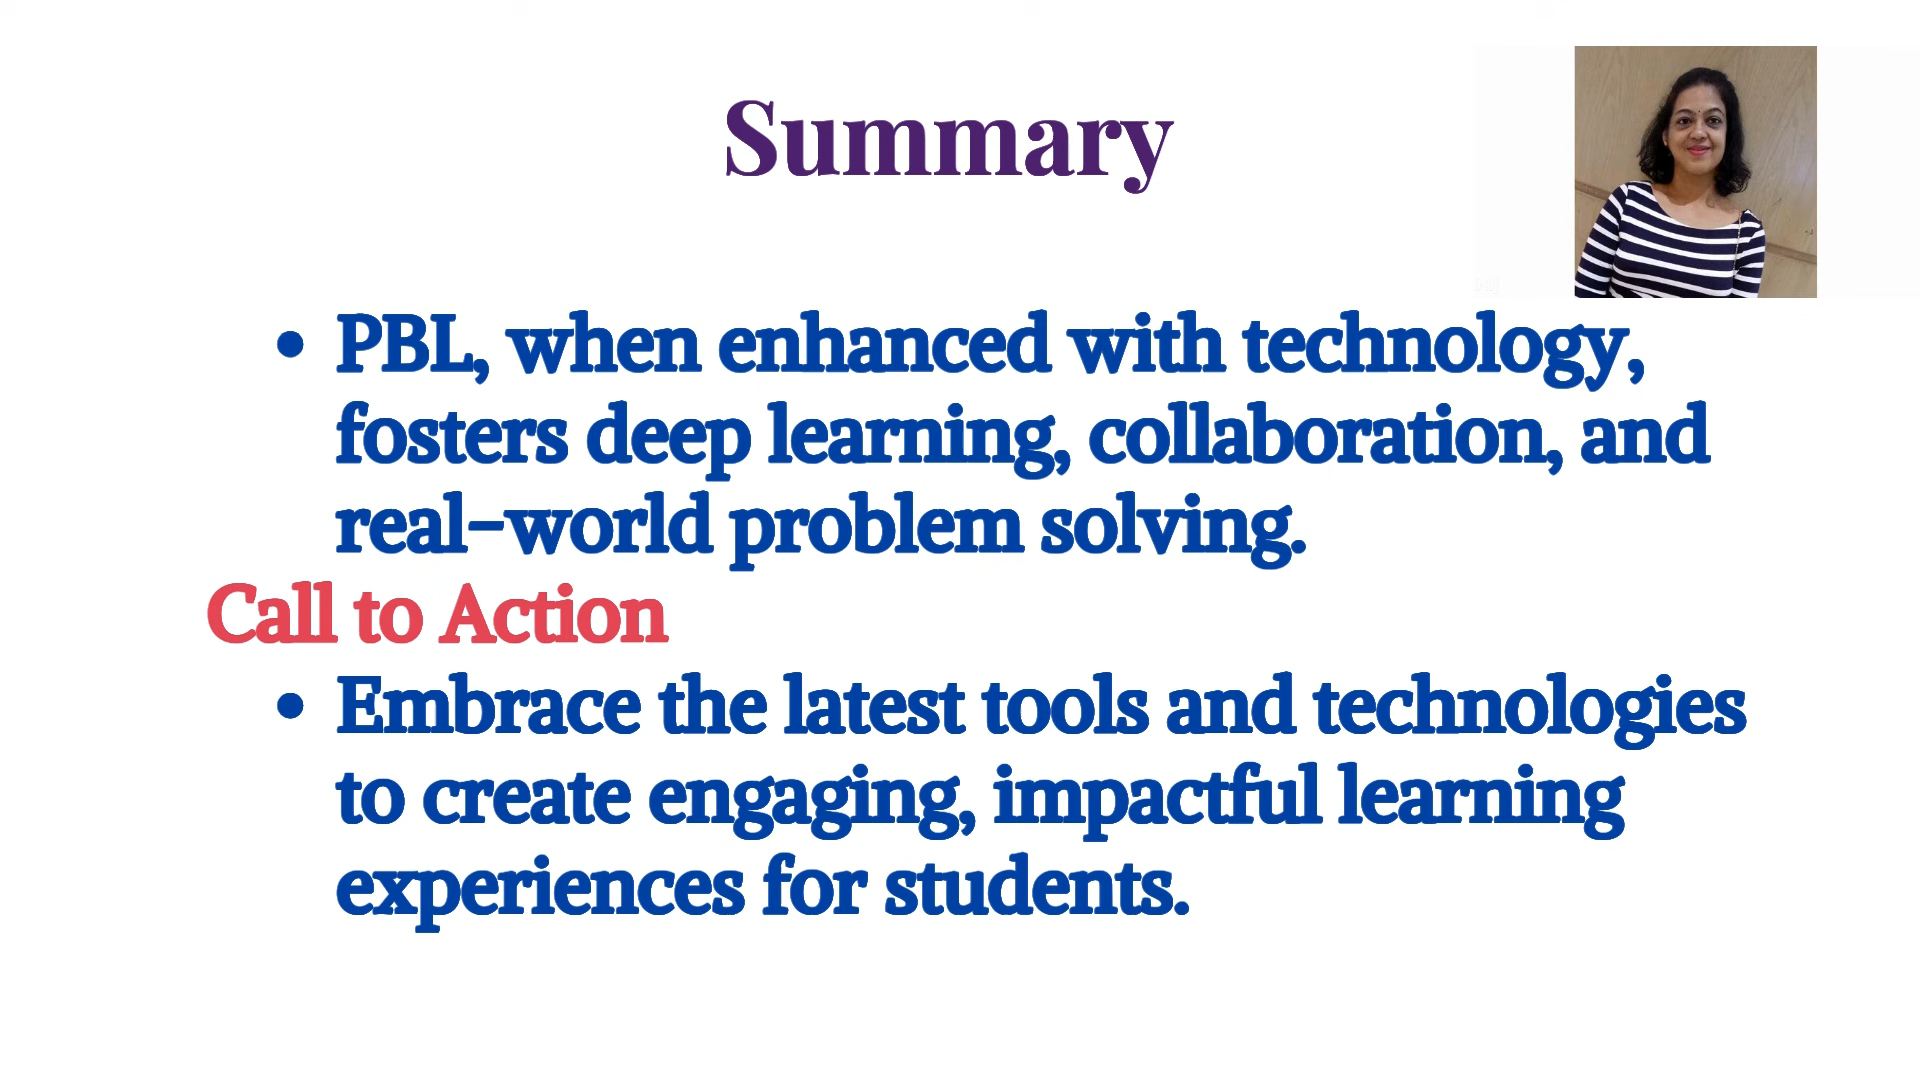 Summary
• PBL, when enhanced with technology,
fosters deep learning, collaboration, and
real-world problem solving.
Call to Action
• Embrace the latest tools and technologies
to create engaging, impactful learning
experiences for students.